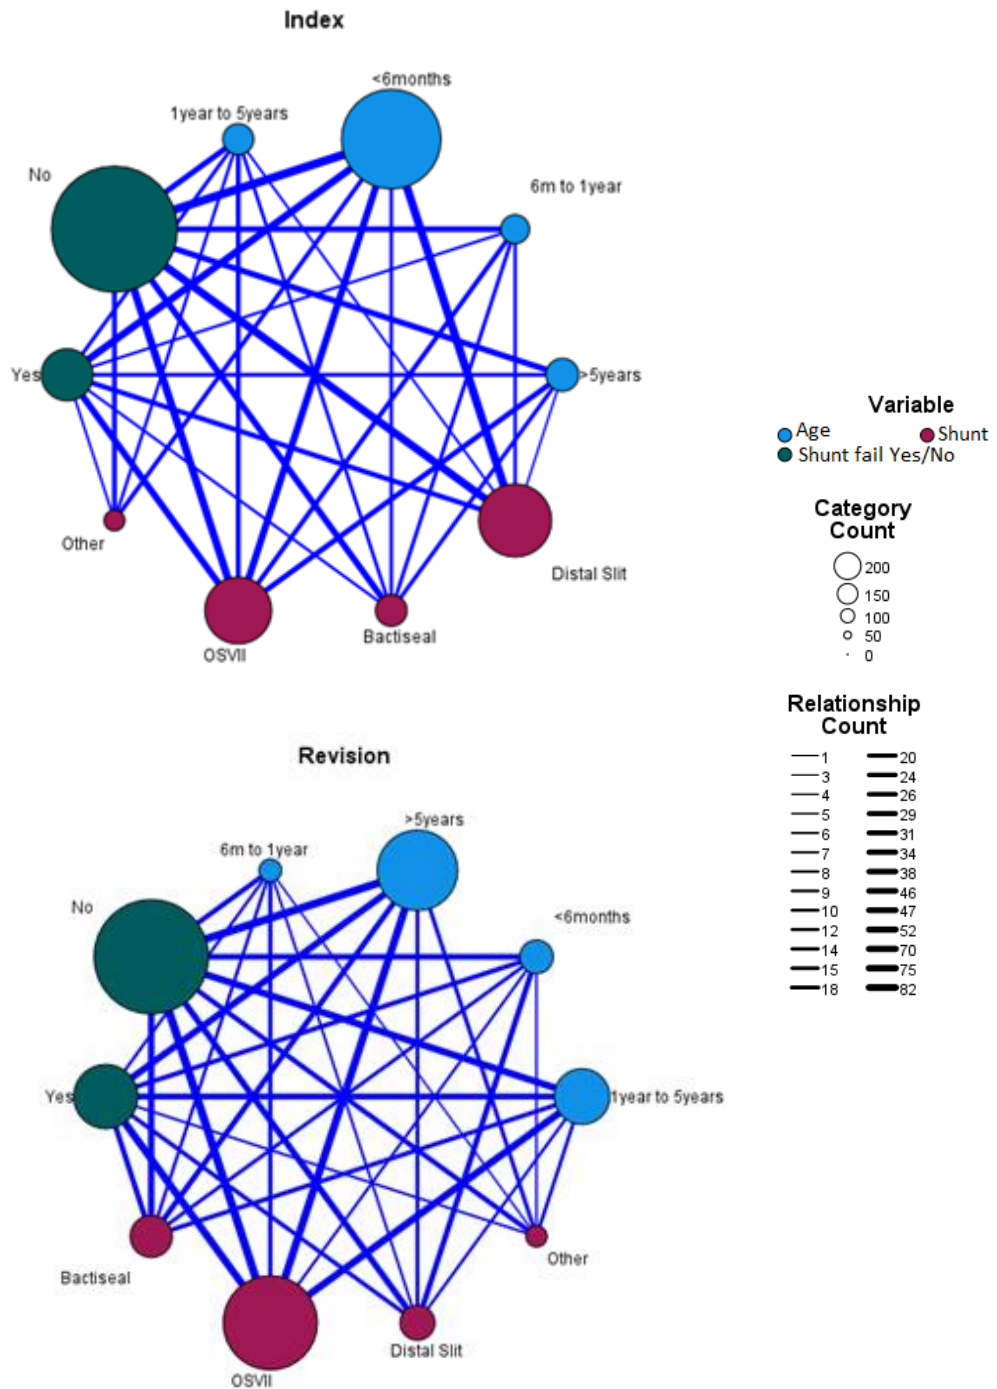 Index
<6months
1year to 5years
No
6m to 1year
Yes
>5years
Other
Distal Slit
Bactiseal
OSVII
Variable
Age
Shunt
Shunt fail Yes/No
Category
Count
200
150
100
50
0
Relationship
Count
1 20
3 24
4 26
5 29
6 31
7 34
8 38
9 46
10 47
12 52
14 70
15 75
18 82
Revision
>5years
6m to 1year
No
<6months
Yes
1year to 5years
Other
Bactiseal
Distal Slit
OSVII